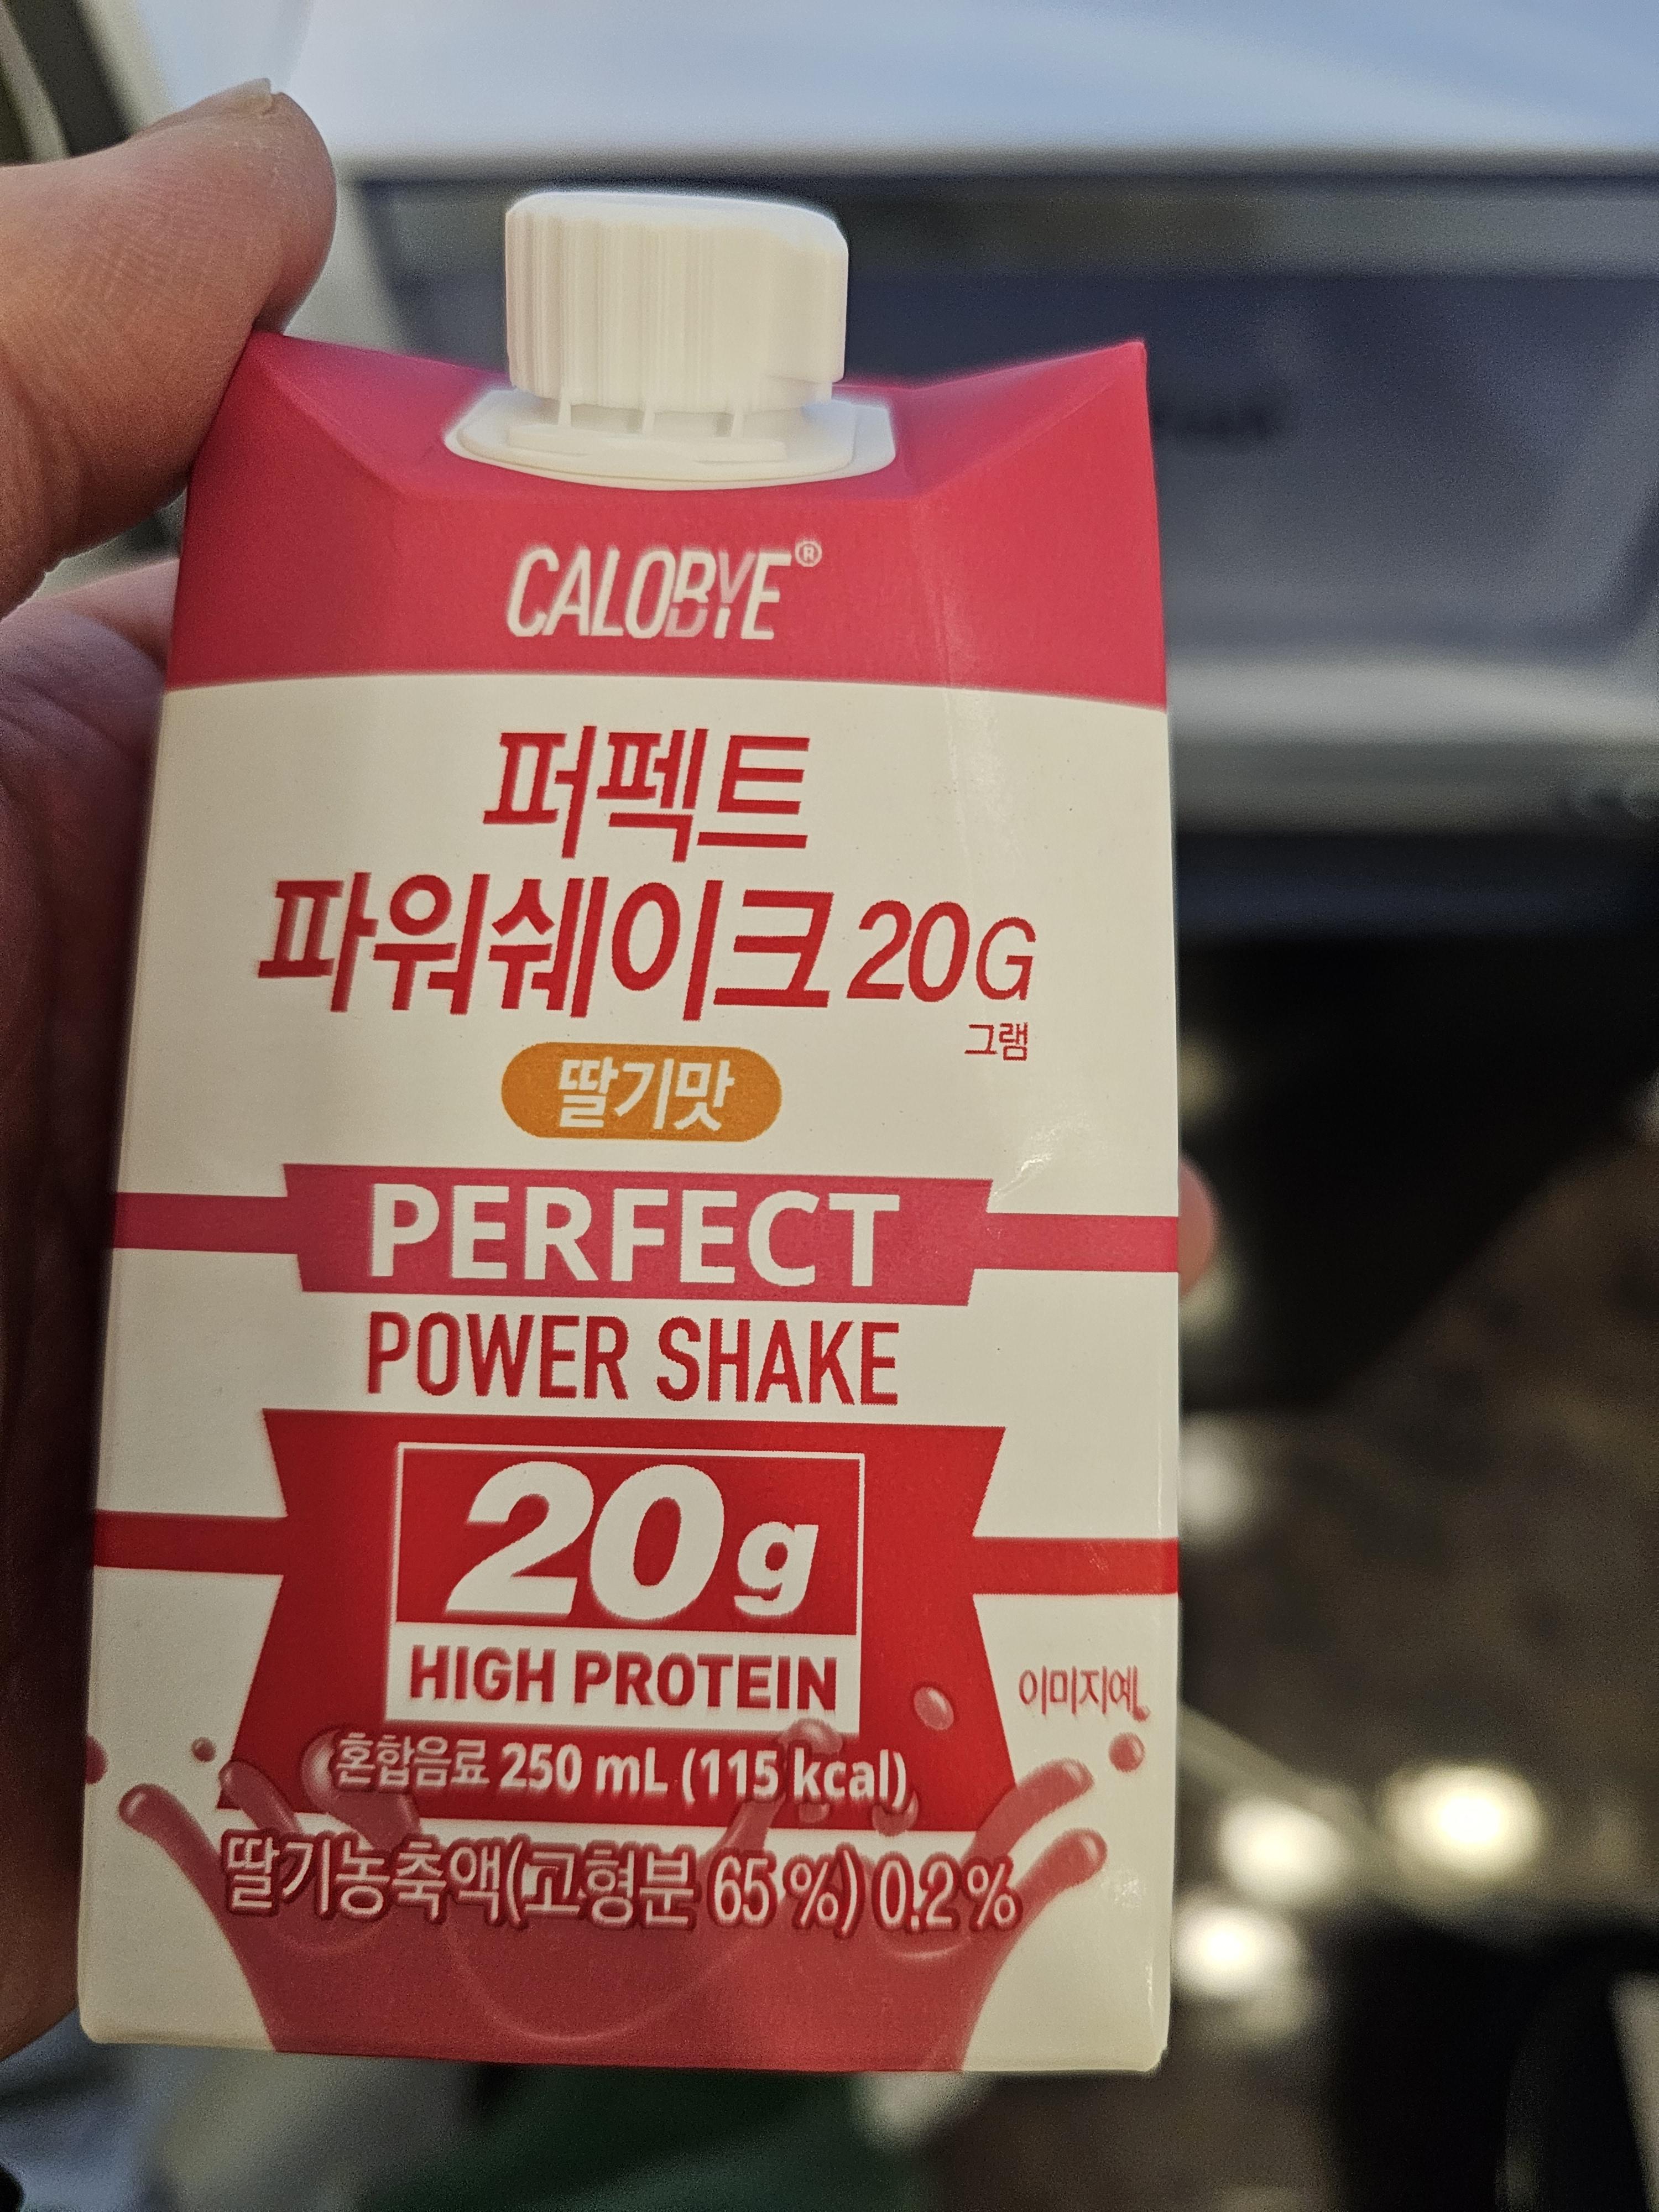 CALOBYE®
퍼펙트
파워쉐이크 20G
그램
딸기맛
PERFECT
POWER SHAKE
20g
HIGH PROTEIN
이미지예
혼합음료 250 mL (115 kcal)
딸기농축액(고형분 65 %) 0.2 %